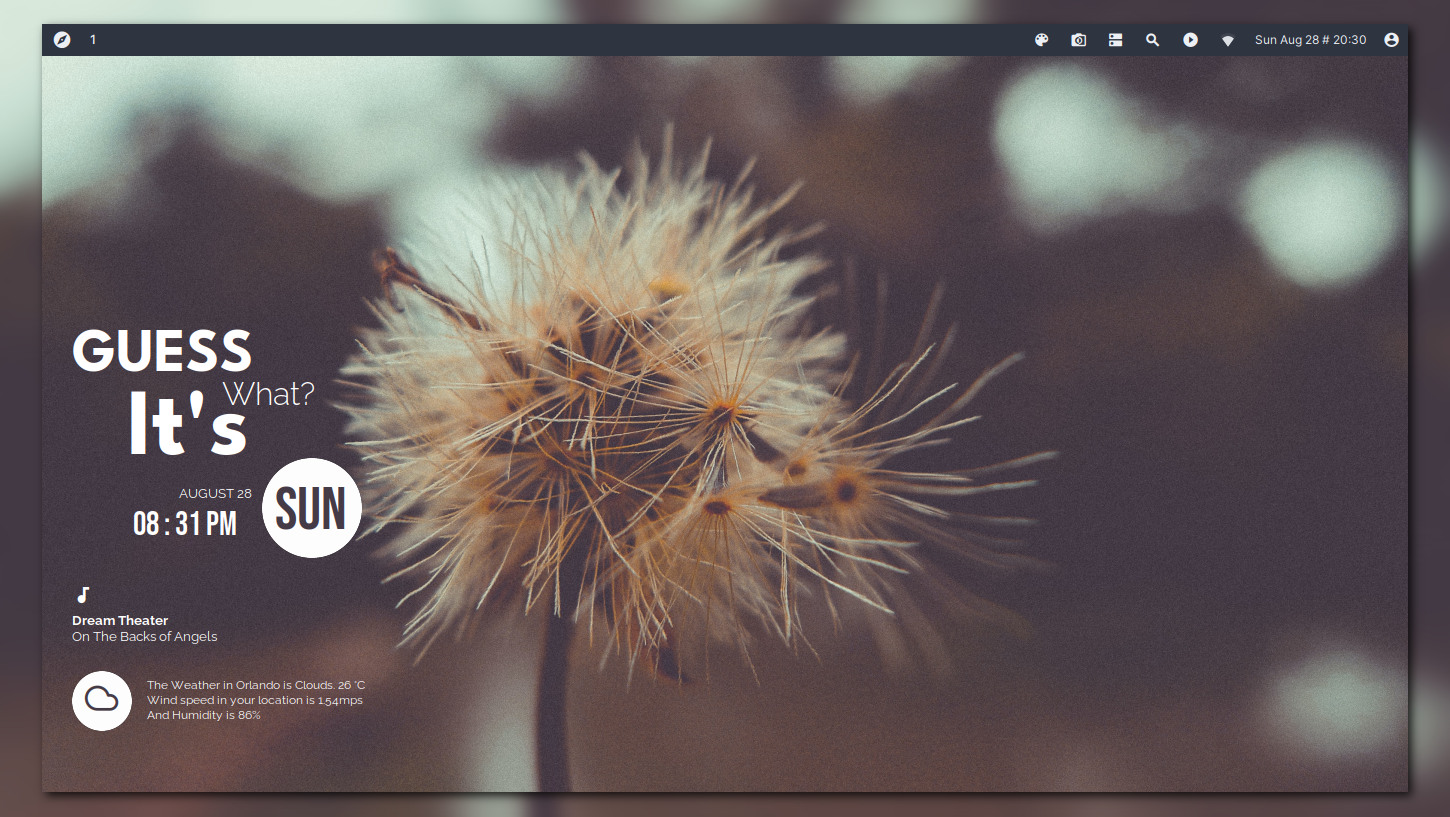 1
Sun Aug 28 # 20:30
GUESS
What?
It's
AUGUST 28
SUN
08 : 31 PM
Dream Theater
On The Backs of Angels
The Weather in Orlando is Clouds. 26 °C
Wind speed in your location is 1.54mps
And Humidity is 86%